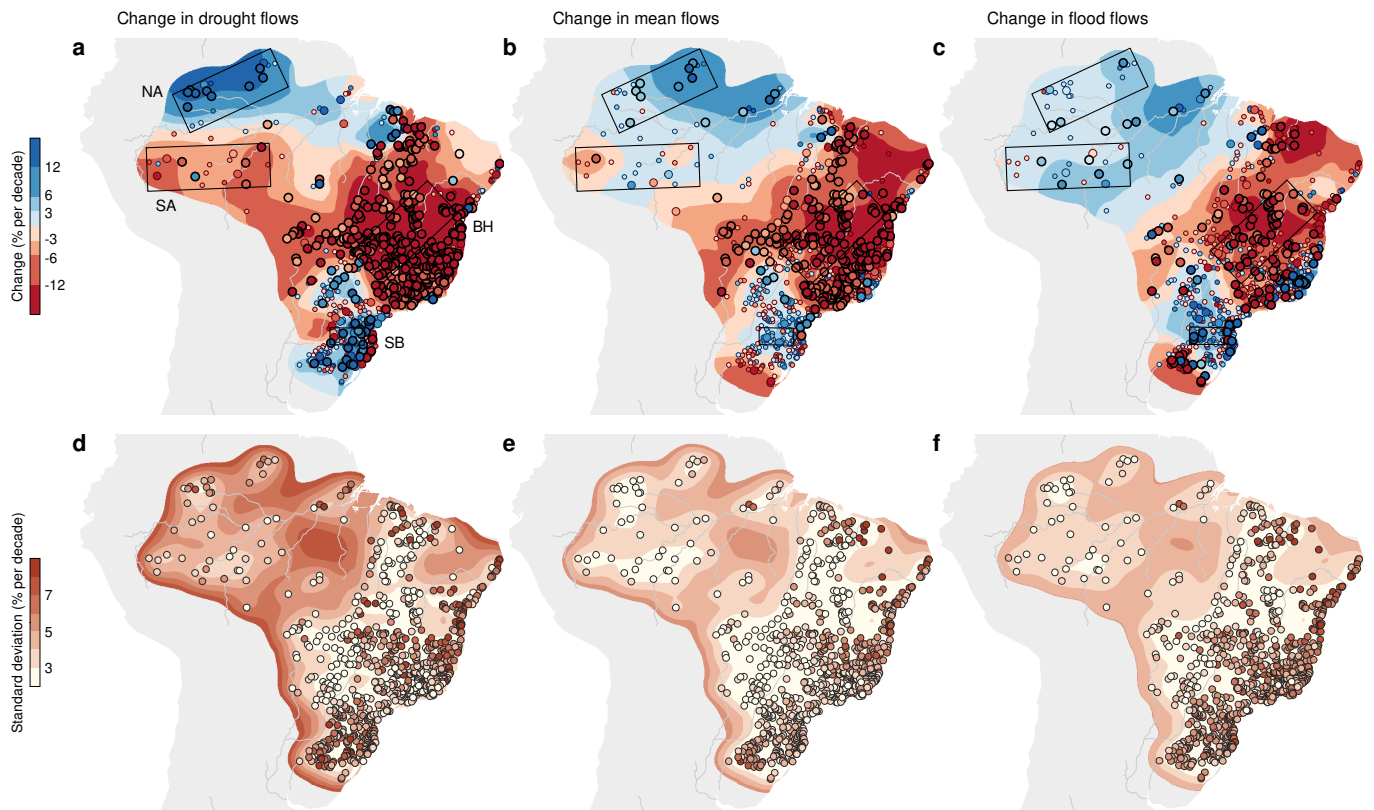 Change in drought flows
Change in mean flows
Change in flood flows
a
b
c
NA
SA
BH
SB
Change (% per decade)
12
6
3
-3
-6
-12
d
e
f
Standard deviation (% per decade)
7
5
3